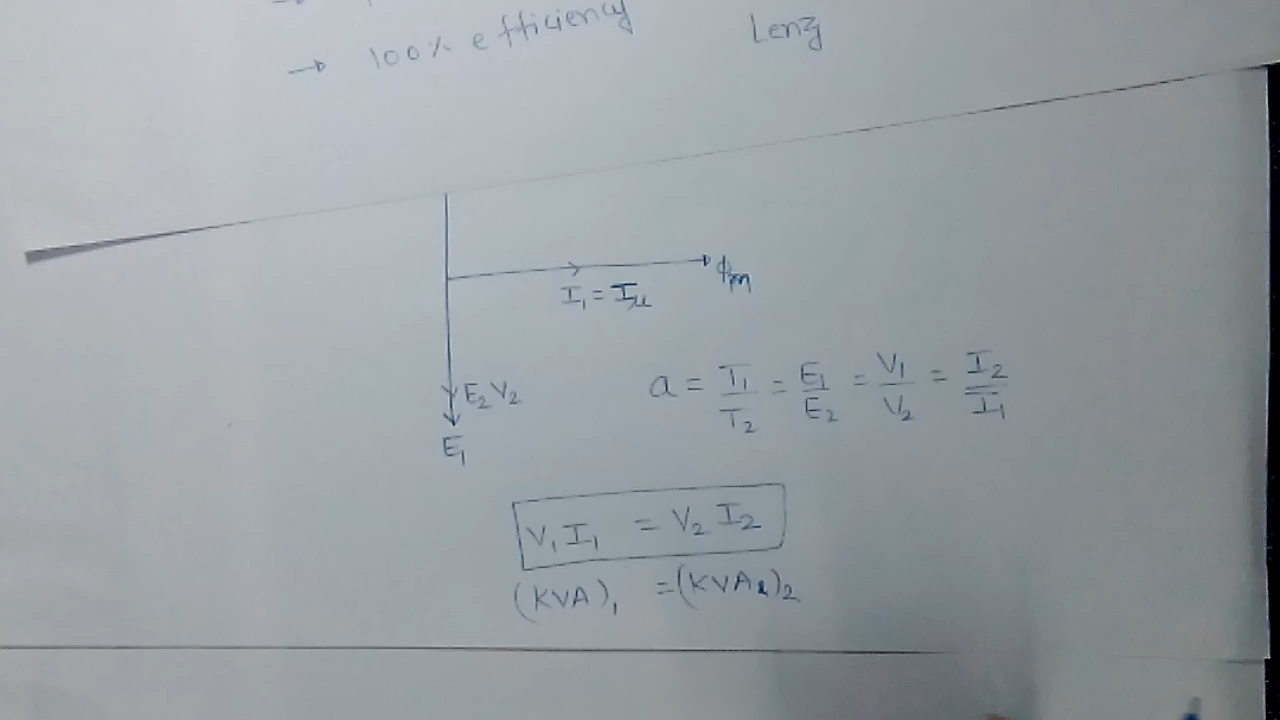 → 100% efficiency
Lenz
ϕm
I₁ = Iμ
E₂ V₂
E₁
a = T₁/T₂ = E₁/E₂ = V₁/V₂ = I₂/I₁
V₁ I₁ = V₂ I₂
(KVA)₁ = (KVA)₂